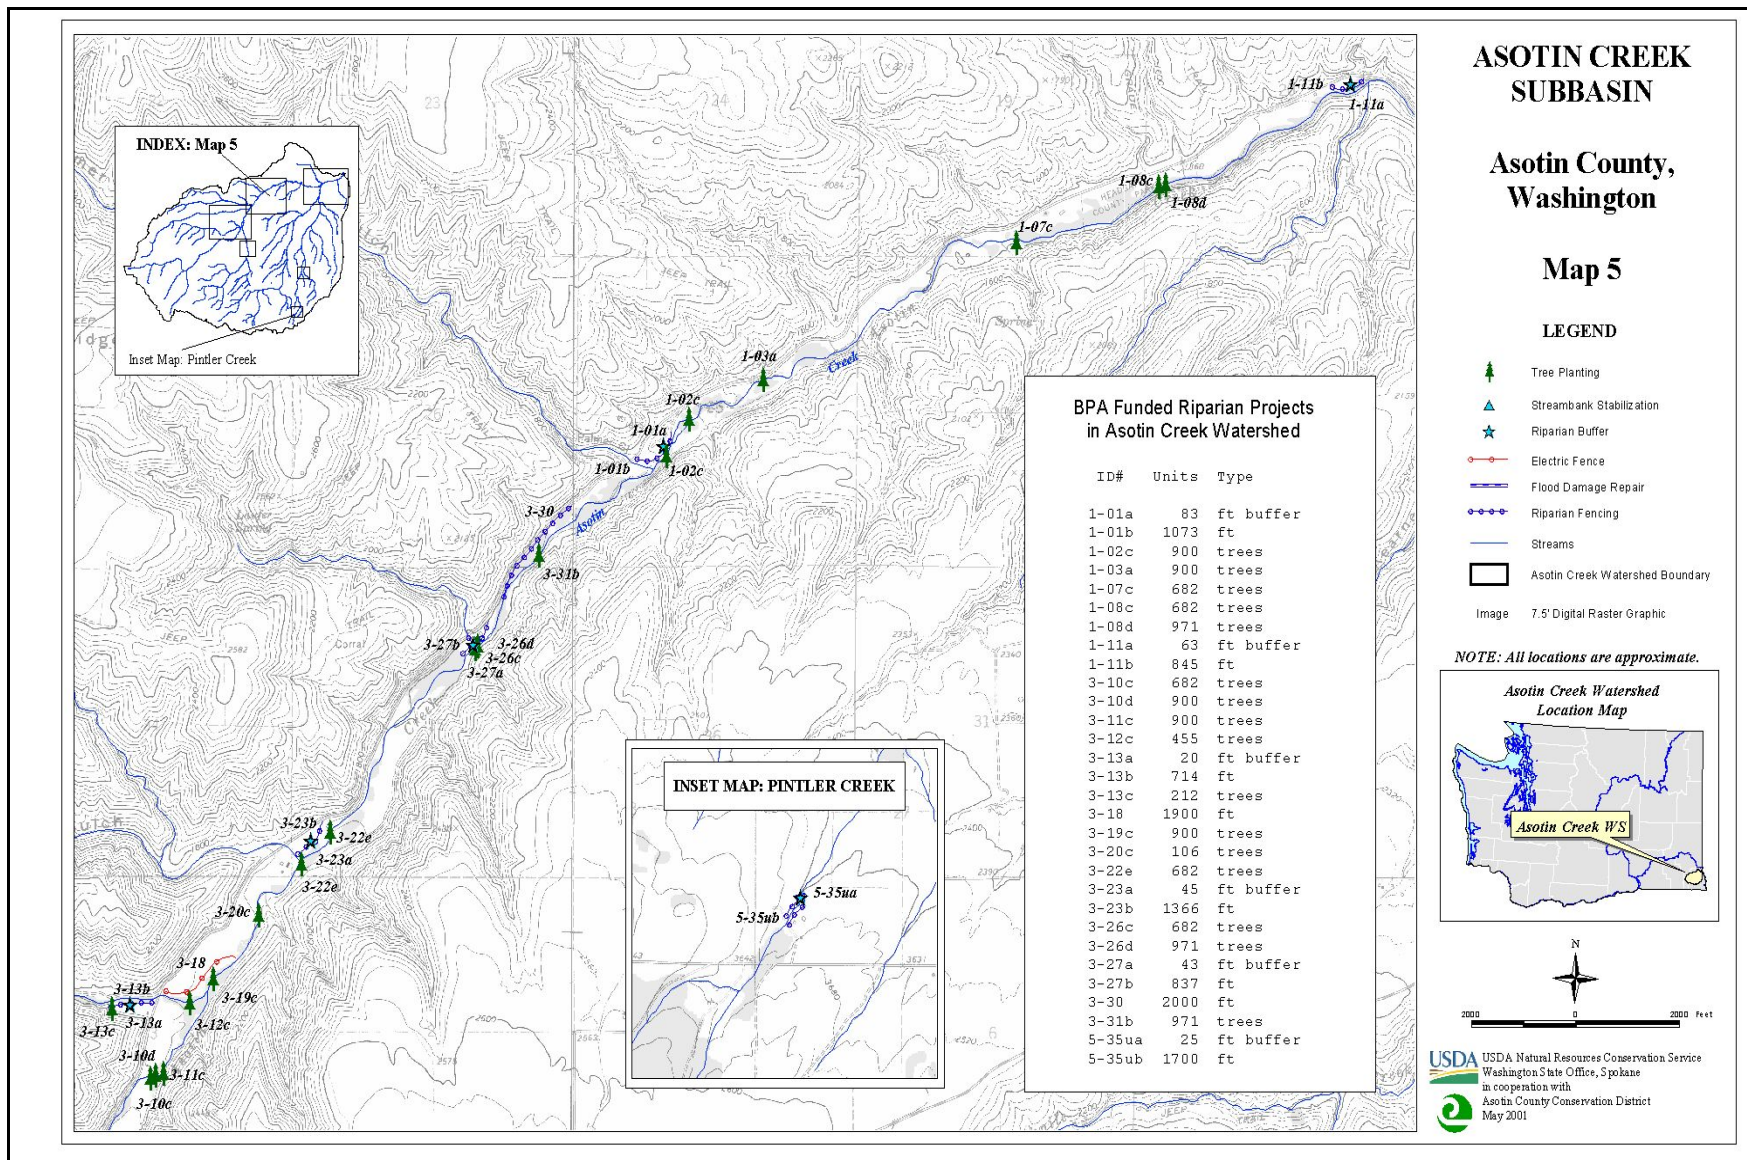 ASOTIN CREEK
SUBBASIN
Asotin County,
Washington
Map 5
LEGEND
Tree Planting
Streambank Stabilization
Riparian Buffer
Electric Fence
Flood Damage Repair
Riparian Fencing
Streams
Asotin Creek Watershed Boundary
Image 7.5' Digital Raster Graphic
NOTE: All locations are approximate.
Asotin Creek Watershed
Location Map
Asotin Creek WS
N
2000 0 2000 Feet
USDA
USDA Natural Resources Conservation Service
Washington State Office, Spokane
in cooperation with
Asotin County Conservation District
May 2001
INDEX: Map 5
Inset Map: Pintler Creek
BPA Funded Riparian Projects
in Asotin Creek Watershed
ID# Units Type
1-01a 83 ft buffer
1-01b 1073 ft
1-02c 900 trees
1-03a 900 trees
1-07c 682 trees
1-08c 682 trees
1-08d 971 trees
1-11a 63 ft buffer
1-11b 845 ft
3-10c 682 trees
3-10d 900 trees
3-11c 900 trees
3-12c 455 trees
3-13a 20 ft buffer
3-13b 714 ft
3-13c 212 trees
3-18 1900 ft
3-19c 900 trees
3-20c 106 trees
3-22e 682 trees
3-23a 45 ft buffer
3-23b 1366 ft
3-26c 682 trees
3-26d 971 trees
3-27a 43 ft buffer
3-27b 837 ft
3-30 2000 ft
3-31b 971 trees
5-35ua 25 ft buffer
5-35ub 1700 ft
INSET MAP: PINTLER CREEK
5-35ua
5-35ub
1-11b
1-11a
1-08c
1-08d
1-07c
1-03a
Creek
1-02c
1-01a
1-01b
1-02c
3-30
Asotin
3-31b
3-27b
3-26d
3-26c
3-27a
3-23b
3-22e
3-23a
3-22e
3-20c
3-18
3-19c
3-13b
3-13c
3-13a
3-12c
3-10d
3-11c
3-10c